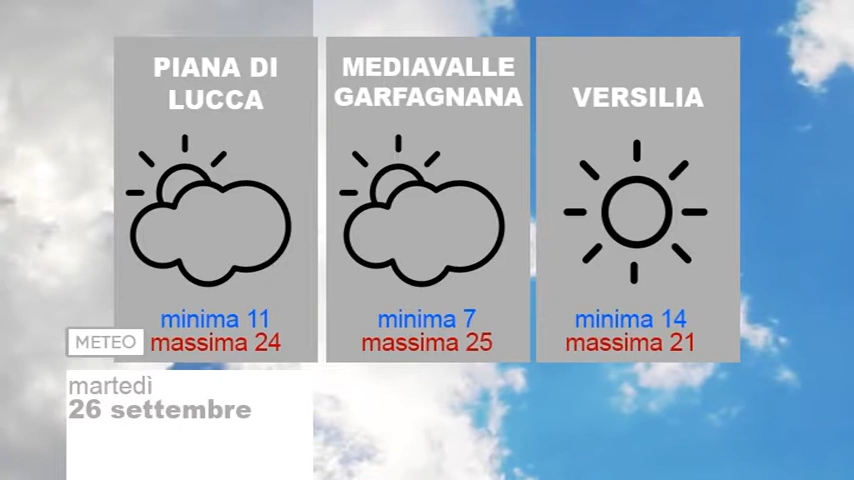 PIANA DI
LUCCA
minima 11
massima 24
MEDIAVALLE
GARFAGNANA
minima 7
massima 25
VERSILIA
minima 14
massima 21
METEO
martedì
26 settembre